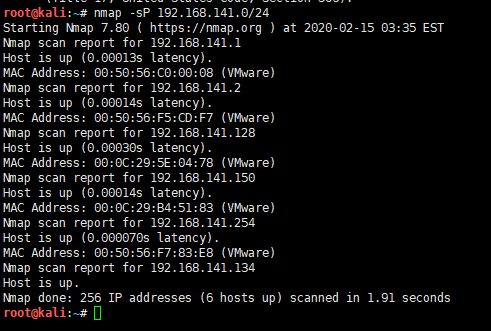 (Title 17, United States Code, Section 506).
root@kali:~# nmap -sP 192.168.141.0/24
Starting Nmap 7.80 ( https://nmap.org ) at 2020-02-15 03:35 EST
Nmap scan report for 192.168.141.1
Host is up (0.00013s latency).
MAC Address: 00:50:56:C0:00:08 (VMware)
Nmap scan report for 192.168.141.2
Host is up (0.00014s latency).
MAC Address: 00:50:56:F5:CD:F7 (VMware)
Nmap scan report for 192.168.141.128
Host is up (0.00030s latency).
MAC Address: 00:0C:29:5E:04:78 (VMware)
Nmap scan report for 192.168.141.150
Host is up (0.00014s latency).
MAC Address: 00:0C:29:B4:51:83 (VMware)
Nmap scan report for 192.168.141.254
Host is up (0.000070s latency).
MAC Address: 00:50:56:F7:83:E8 (VMware)
Nmap scan report for 192.168.141.134
Host is up.
Nmap done: 256 IP addresses (6 hosts up) scanned in 1.91 seconds
root@kali:~#